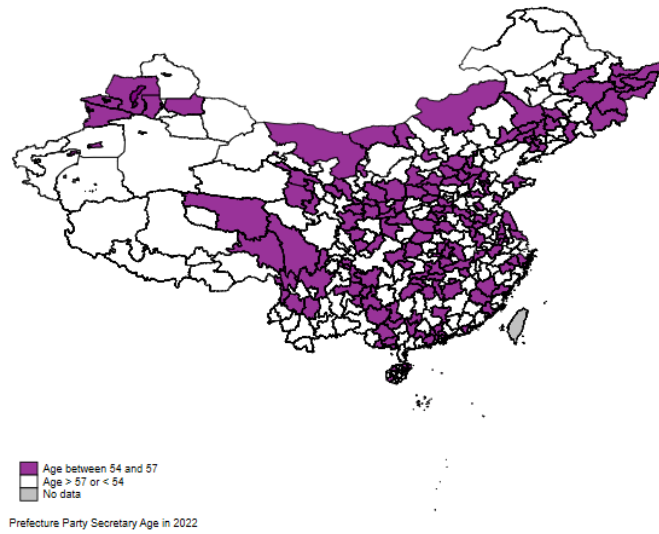 Age between 54 and 57
Age > 57 or < 54
No data
Prefecture Party Secretary Age in 2022